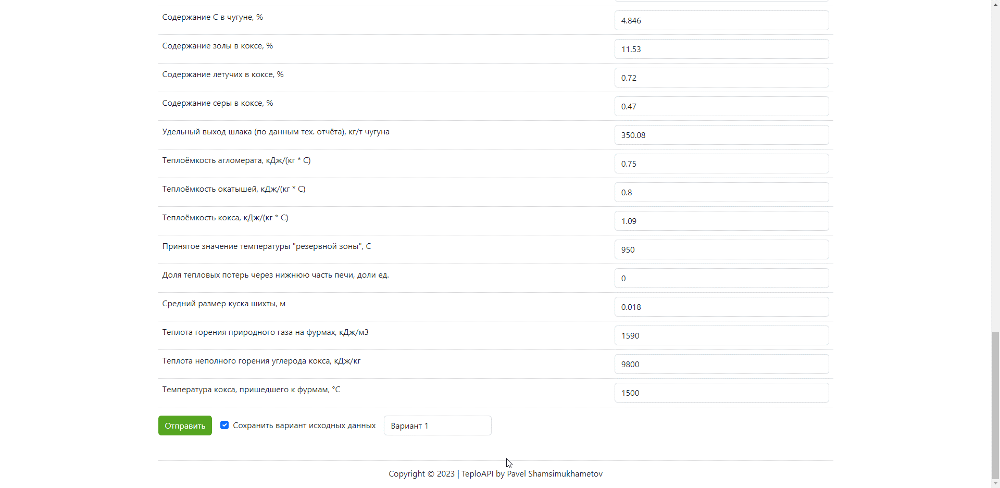 Содержание С в чугуне, % 4.846
Содержание золы в коксе, % 11.53
Содержание летучих в коксе, % 0.72
Содержание серы в коксе, % 0.47
Удельный выход шлака (по данным тех. отчёта), кг/т чугуна 350.08
Теплоёмкость агломерата, кДж/(кг * С) 0.75
Теплоёмкость окатышей, кДж/(кг * С) 0.8
Теплоёмкость кокса, кДж/(кг * С) 1.09
Принятое значение температуры "резервной зоны", С 950
Доля тепловых потерь через нижнюю часть печи, доли ед. 0
Средний размер куска шихты, м 0.018
Теплота горения природного газа на фурмах, кДж/м3 1590
Теплота неполного горения углерода кокса, кДж/кг 9800
Температура кокса, пришедшего к фурмам, °С 1500
Отправить Сохранить вариант исходных данных Вариант 1
Copyright © 2023 | TeploAPI by Pavel Shamsimukhametov